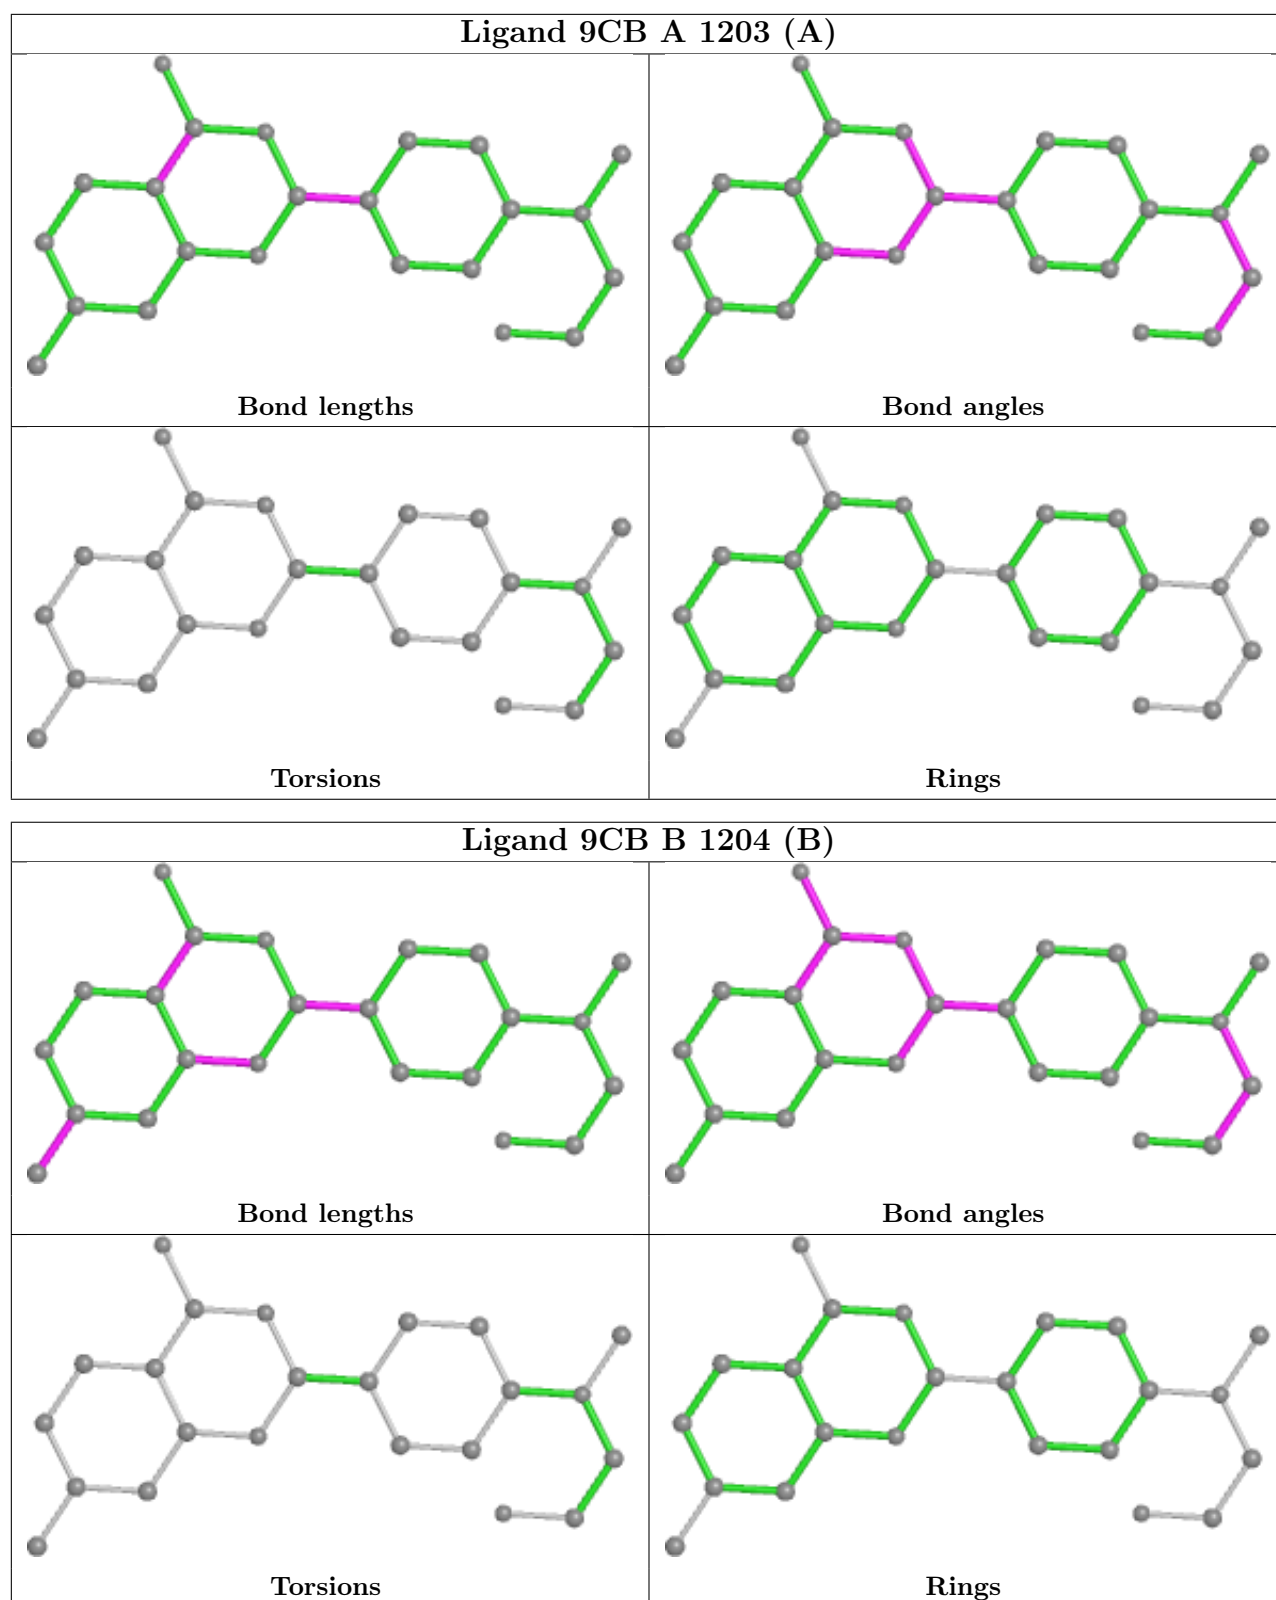 Ligand 9CB A 1203 (A)
Bond lengths
Bond angles
Torsions
Rings
Ligand 9CB B 1204 (B)
Bond lengths
Bond angles
Torsions
Rings